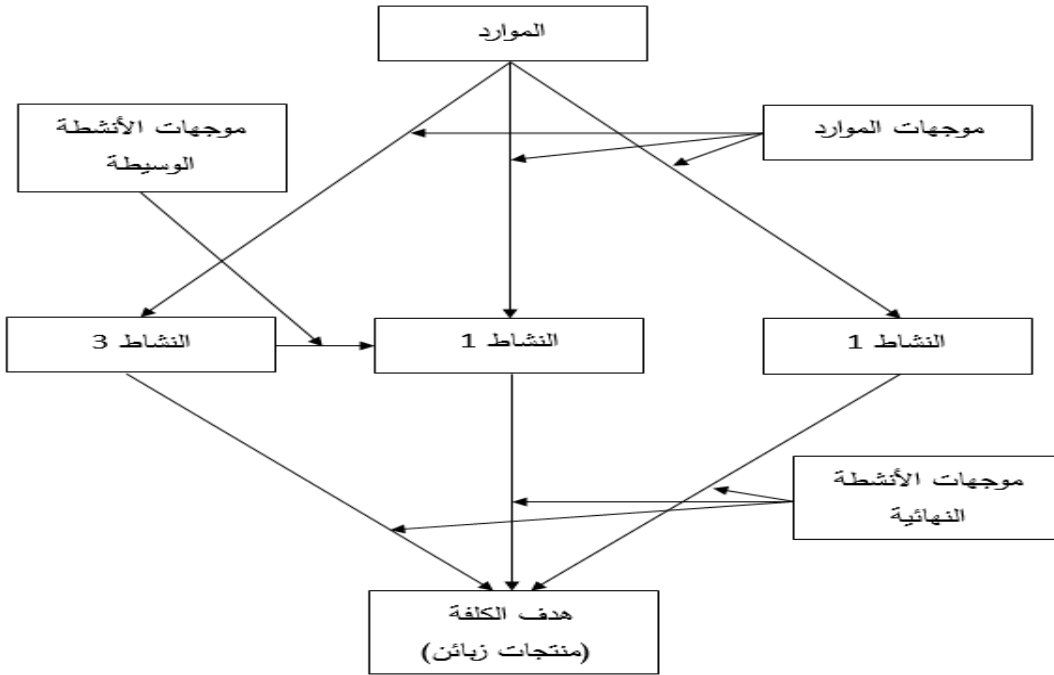 الموارد
موجهات الموارد
موجهات الأنشطة
الوسيطة
النشاط 1
النشاط 1
النشاط 3
موجهات الأنشطة
النهائية
هدف الكلفة
(منتجات زبائن)